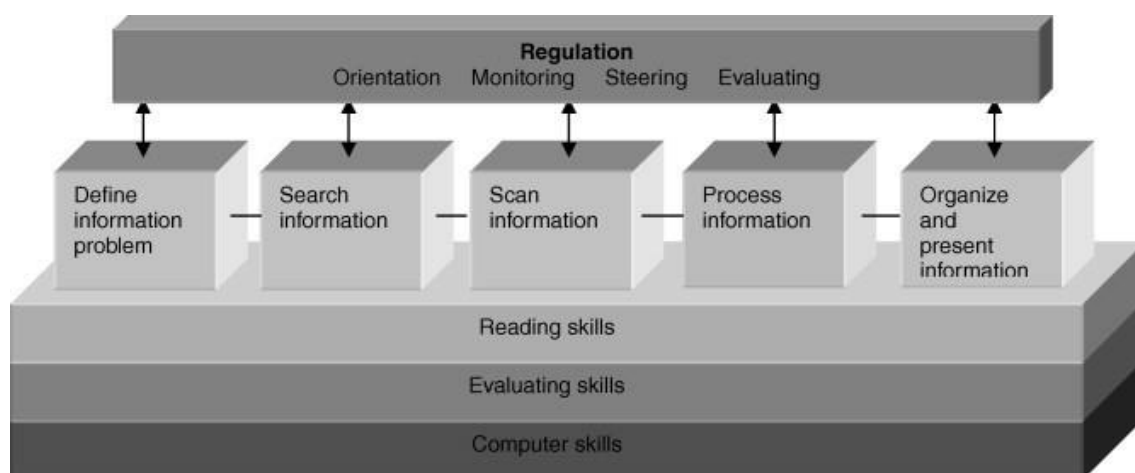 Regulation
Orientation Monitoring Steering Evaluating
Define
information
problem
Search
information
Scan
information
Process
information
Organize
and
present
information
Reading skills
Evaluating skills
Computer skills